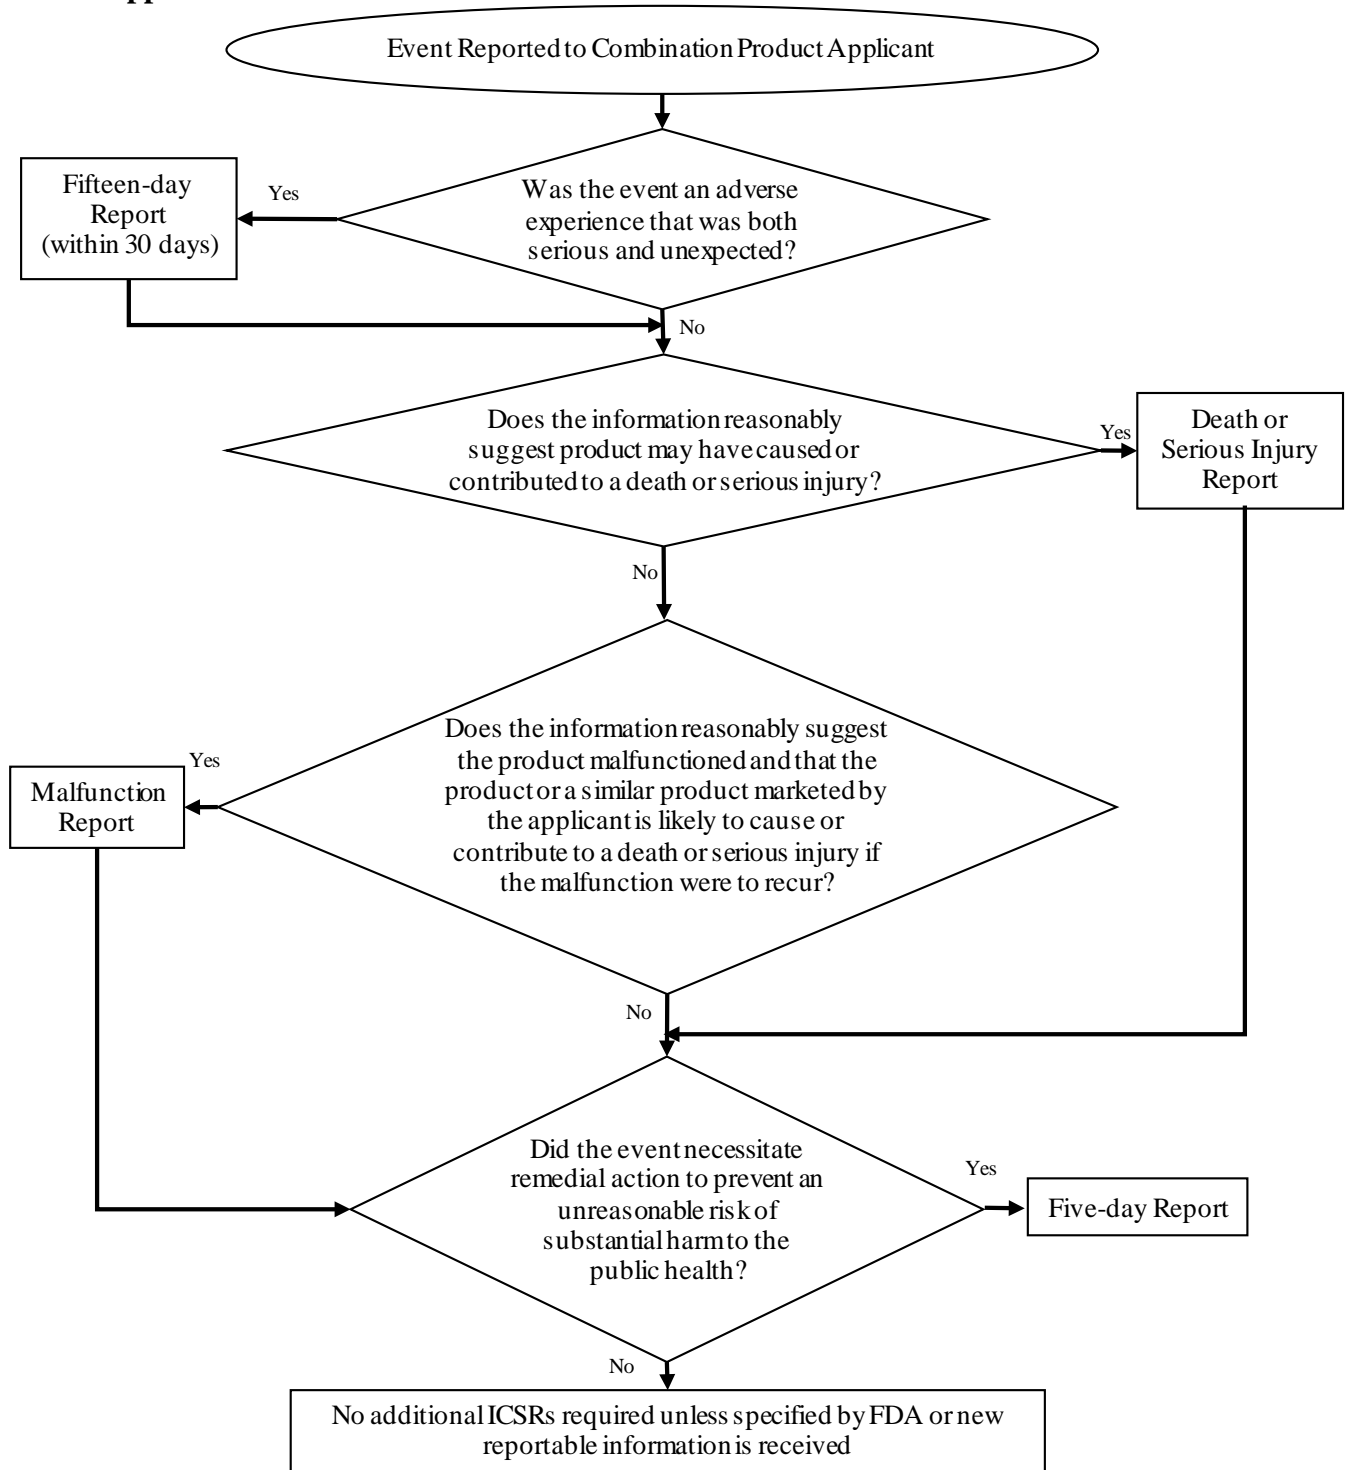 Event Reported to Combination Product Applicant
Was the event an adverse
experience that was both
serious and unexpected?
Yes
Fifteen-day
Report
(within 30 days)
No
Does the information reasonably
suggest product may have caused or
contributed to a death or serious injury?
Yes
Death or
Serious Injury
Report
No
Does the information reasonably suggest
the product malfunctioned and that the
product or a similar product marketed by
the applicant is likely to cause or
contribute to a death or serious injury if
the malfunction were to recur?
Yes
Malfunction
Report
No
Did the event necessitate
remedial action to prevent an
unreasonable risk of
substantial harm to the
public health?
Yes
Five-day Report
No
No additional ICSRs required unless specified by FDA or new
reportable information is received